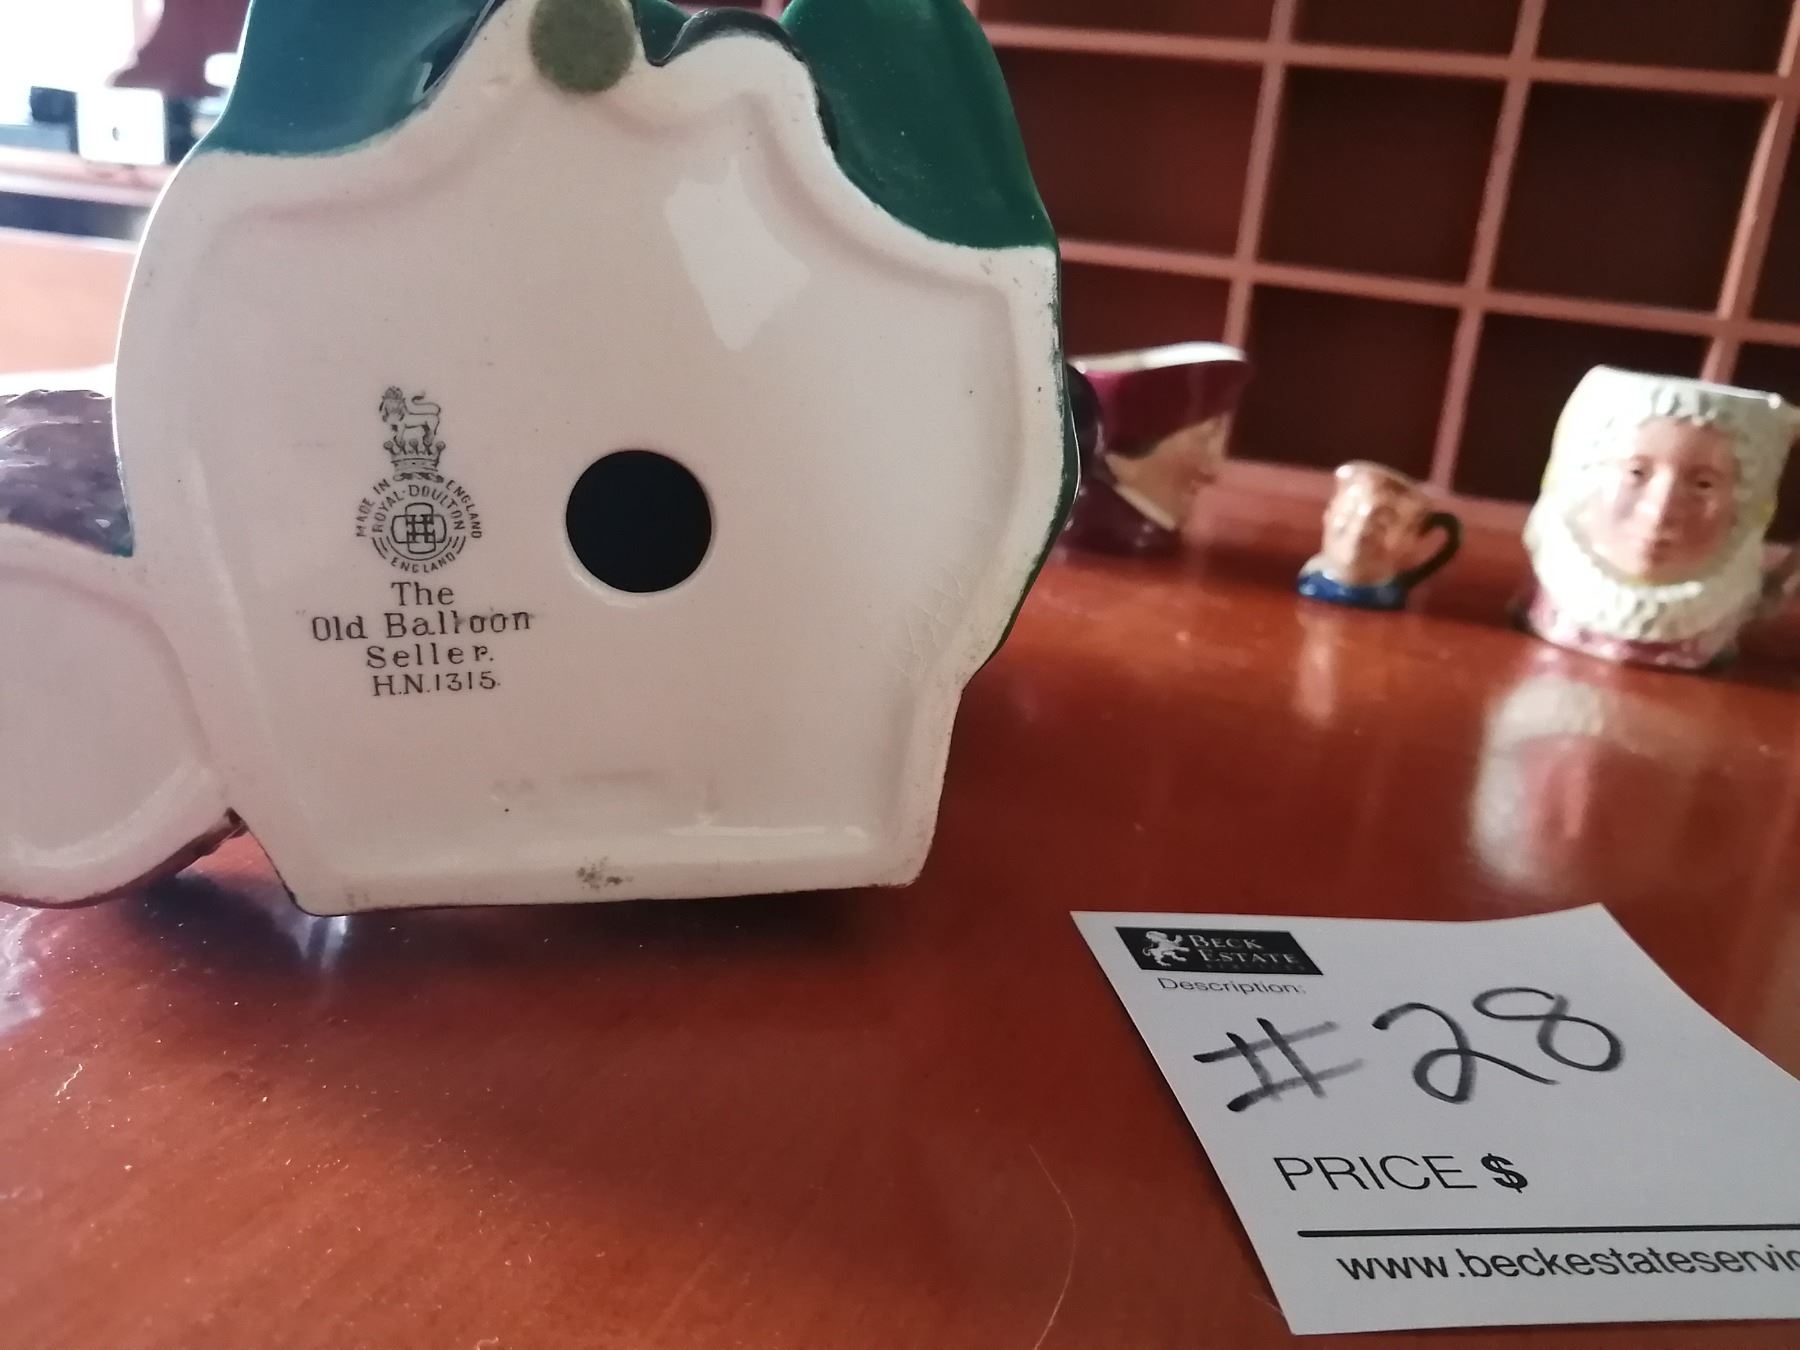 MADE IN ENGLAND
ROYAL·DOULTON
ENGLAND
The
Old Balloon
Seller.
H.N.1315.
BECK
ESTATE
Description:
#28
PRICE $
www.beckestateservic